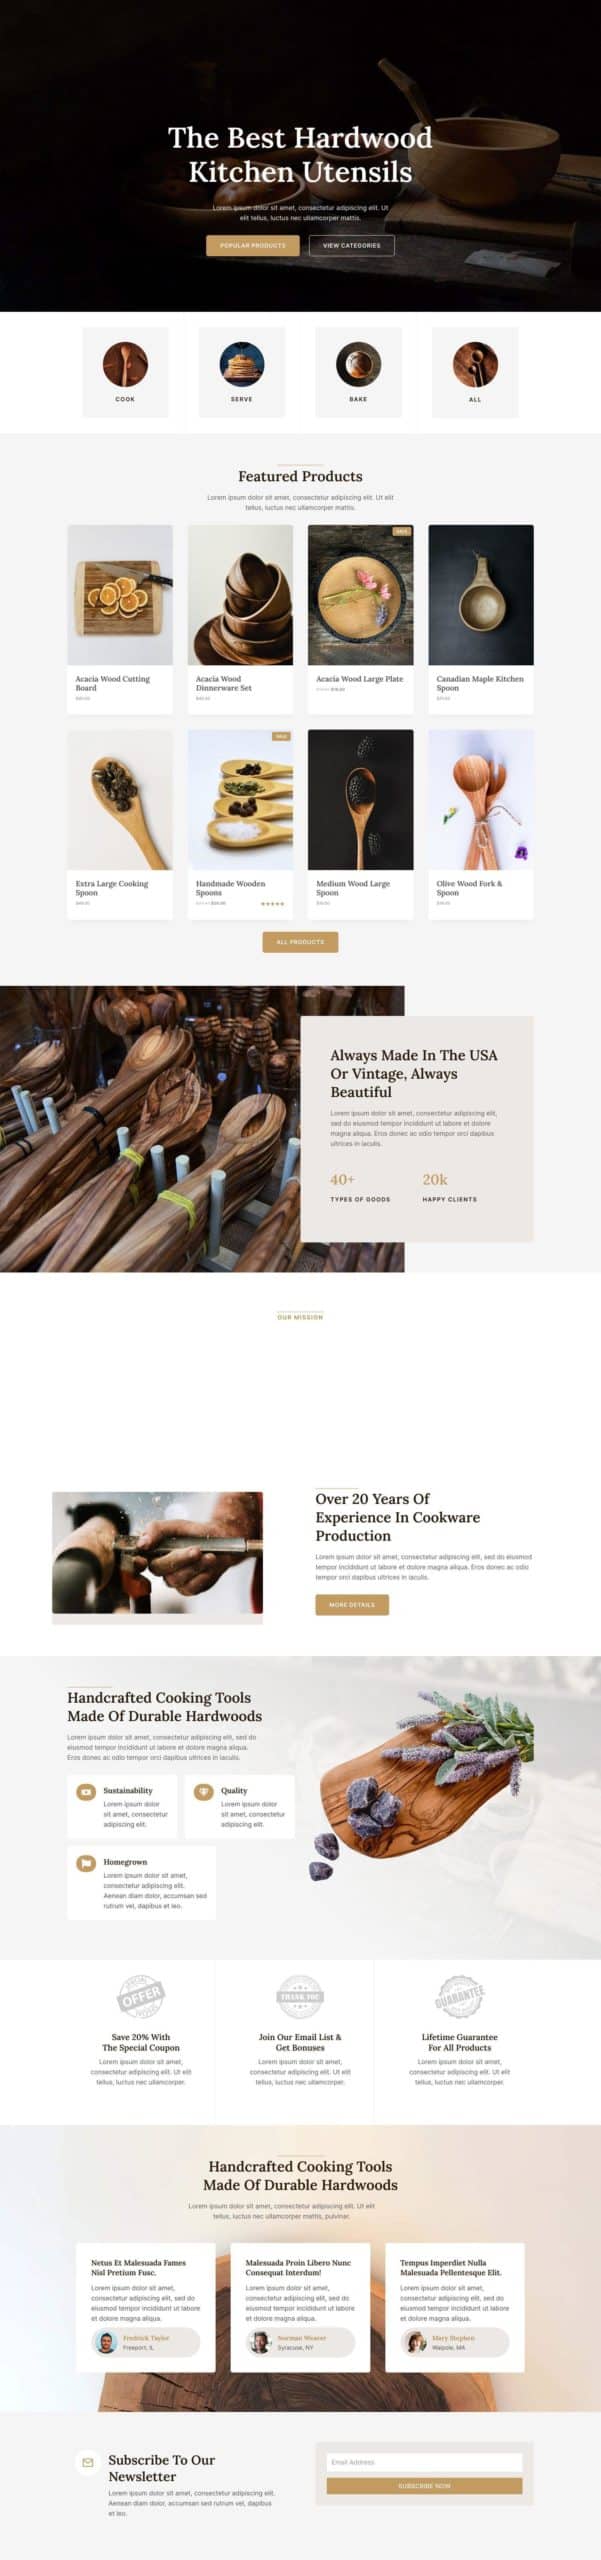 The Best Hardwood
Kitchen Utensils
Lorem ipsum dolor sit amet, consectetur adipiscing elit. Ut
elit tellus, luctus nec ullamcorper mattis.
POPULAR PRODUCTS
VIEW CATEGORIES
COOK
SERVE
BAKE
ALL
Featured Products
Lorem ipsum dolor sit amet, consectetur adipiscing elit. Ut elit
tellus, luctus nec ullamcorper mattis.
SALE
Acacia Wood Cutting
Board
Acacia Wood
Dinnerware Set
Acacia Wood Large Plate
Canadian Maple Kitchen
Spoon
SALE
Extra Large Cooking
Spoon
Handmade Wooden
Spoons
Medium Wood Large
Spoon
Olive Wood Fork &
Spoon
ALL PRODUCTS
Always Made In The USA
Or Vintage, Always
Beautiful
Lorem ipsum dolor sit amet, consectetur adipiscing elit,
sed do eiusmod tempor incididunt ut labore et dolore
magna aliqua. Eros donec ac odio tempor orci dapibus
ultrices in iaculis.
40+
TYPES OF GOODS
20k
HAPPY CLIENTS
OUR MISSION
Over 20 Years Of
Experience In Cookware
Production
Lorem ipsum dolor sit amet, consectetur adipiscing elit, sed do eiusmod
tempor incididunt ut labore et dolore magna aliqua. Eros donec ac odio
tempor orci dapibus ultrices in iaculis.
MORE DETAILS
Handcrafted Cooking Tools
Made Of Durable Hardwoods
Lorem ipsum dolor sit amet, consectetur adipiscing elit, sed do
eiusmod tempor incididunt ut labore et dolore magna aliqua.
Eros donec ac odio tempor orci dapibus ultrices in iaculis.
Sustainability
Lorem ipsum dolor
sit amet, consectetur
adipiscing elit.
Quality
Lorem ipsum dolor
sit amet, consectetur
adipiscing elit.
Homegrown
Lorem ipsum dolor sit amet,
consectetur adipiscing elit.
Aenean diam dolor, accumsan sed
rutrum vel, dapibus et leo.
SPECIAL
OFFER
THANK YOU
GUARANTEE
Save 20% With
The Special Coupon
Lorem ipsum dolor sit amet,
consectetur adipiscing elit. Ut elit
tellus, luctus nec ullamcorper.
Join Our Email List &
Get Bonuses
Lorem ipsum dolor sit amet,
consectetur adipiscing elit. Ut elit
tellus, luctus nec ullamcorper.
Lifetime Guarantee
For All Products
Lorem ipsum dolor sit amet,
consectetur adipiscing elit. Ut elit
tellus, luctus nec ullamcorper.
Handcrafted Cooking Tools
Made Of Durable Hardwoods
Lorem ipsum dolor sit amet, consectetur adipiscing elit. Ut elit
tellus, luctus nec ullamcorper mattis, pulvinar.
Netus Et Malesuada Fames
Nisl Pretium Fusc.
Lorem ipsum dolor sit amet,
consectetur adipiscing elit, sed do
eiusmod tempor incididunt ut labore
et dolore magna aliqua.
Fredrick Taylor
Freeport, IL
Malesuada Proin Libero Nunc
Consequat Interdum!
Lorem ipsum dolor sit amet,
consectetur adipiscing elit, sed do
eiusmod tempor incididunt ut labore
et dolore magna aliqua.
Norman Weaver
Syracuse, NY
Tempus Imperdiet Nulla
Malesuada Pellentesque Elit.
Lorem ipsum dolor sit amet,
consectetur adipiscing elit, sed do
eiusmod tempor incididunt ut labore
et dolore magna aliqua.
Mary Stephen
Walpole, MA
Subscribe To Our
Newsletter
Lorem ipsum dolor sit amet, consectetur adipiscing elit.
Aenean diam dolor, accumsan sed rutrum vel, dapibus
et leo.
Email Address
SUBSCRIBE NOW